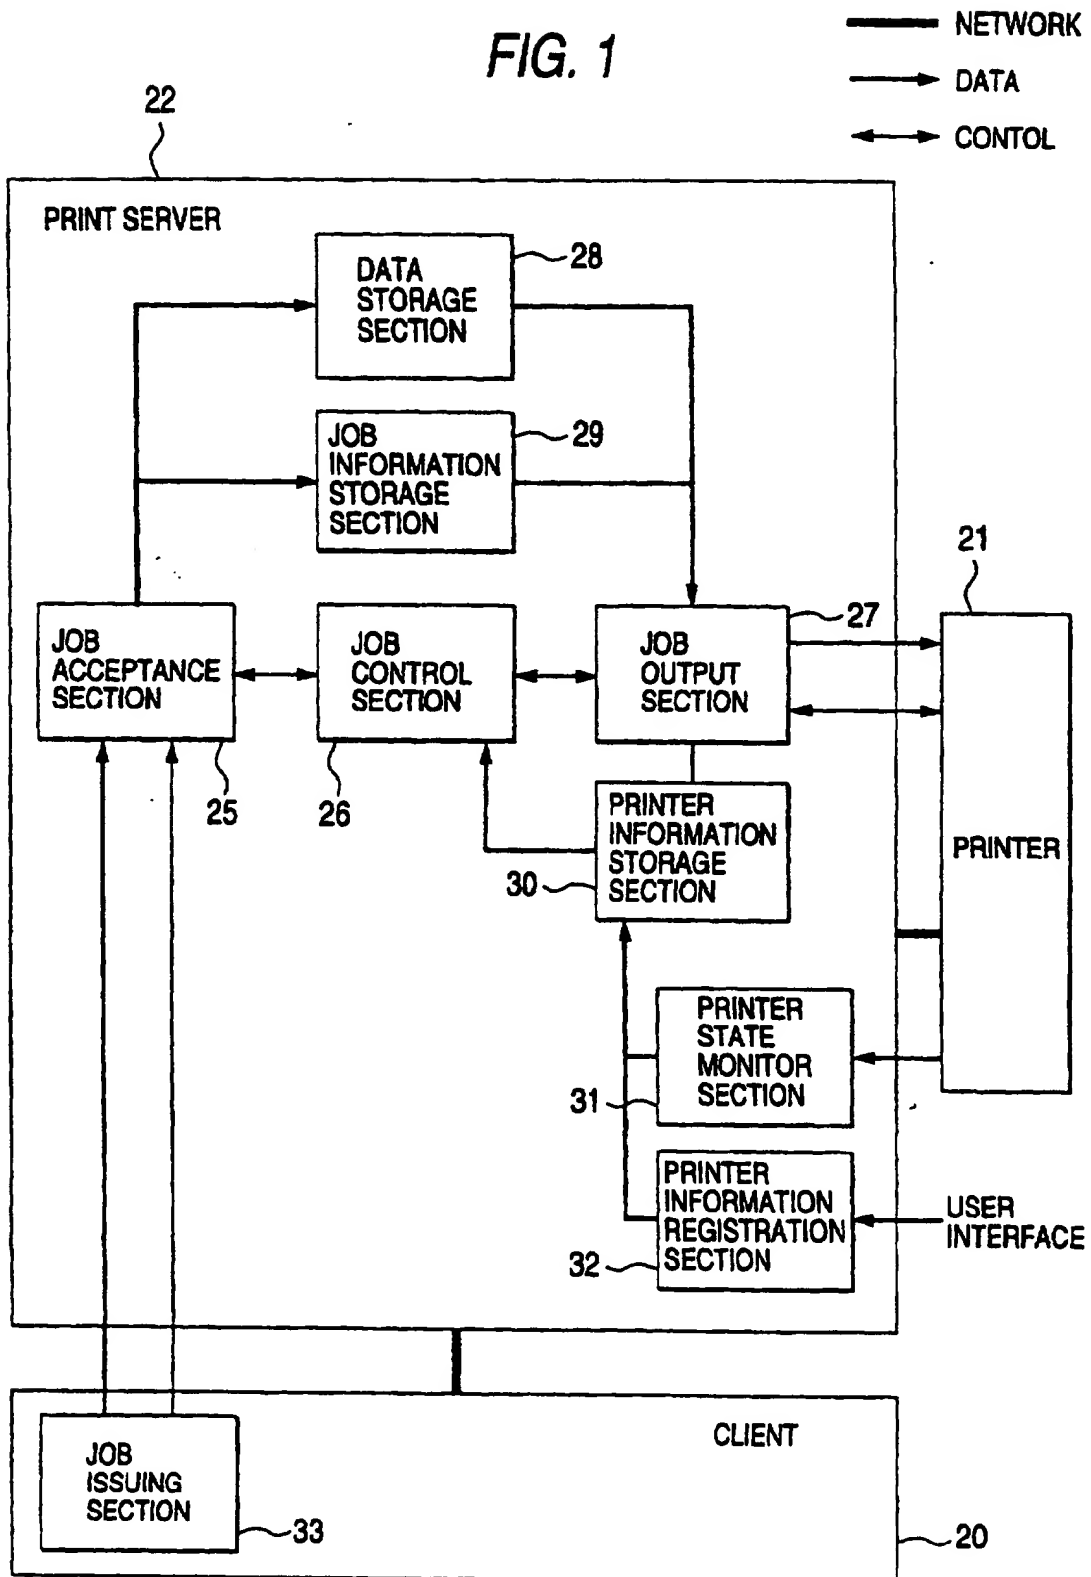 FIG. 1
NETWORK
DATA
CONTOL
22
PRINT SERVER
DATA
STORAGE
SECTION
28
JOB
INFORMATION
STORAGE
SECTION
29
21
JOB
ACCEPTANCE
SECTION
25
JOB
CONTROL
SECTION
26
JOB
OUTPUT
SECTION
27
PRINTER
INFORMATION
STORAGE
SECTION
30
PRINTER
PRINTER
STATE
MONITOR
SECTION
31
PRINTER
INFORMATION
REGISTRATION
SECTION
32
USER
INTERFACE
JOB
ISSUING
SECTION
33
CLIENT
20